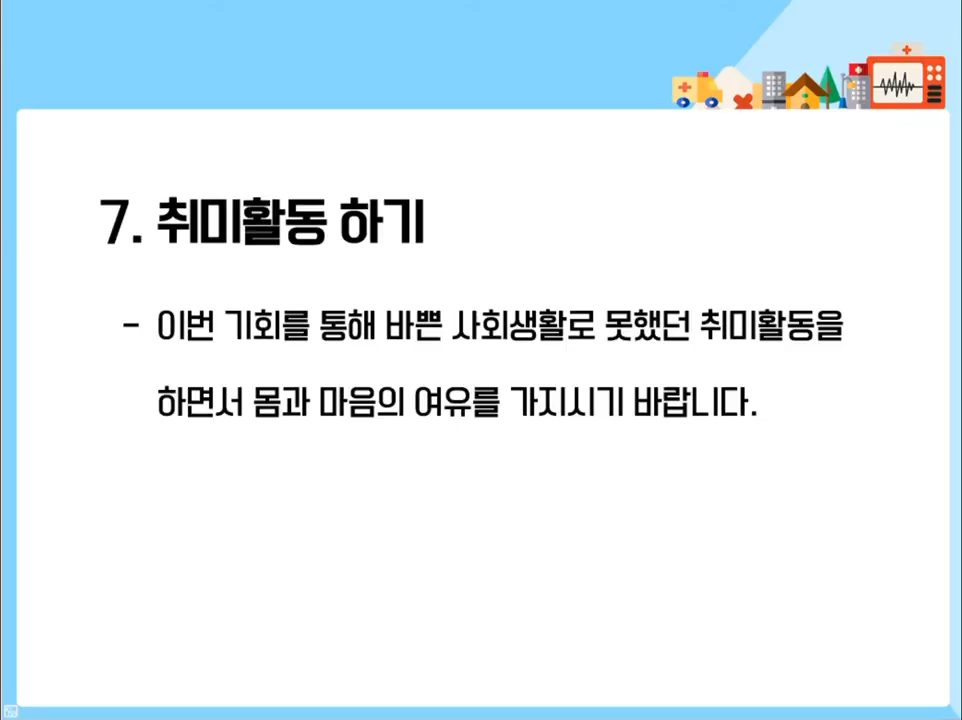 7. 취미활동 하기
- 이번 기회를 통해 바쁜 사회생활로 못했던 취미활동을
하면서 몸과 마음의 여유를 가지시기 바랍니다.